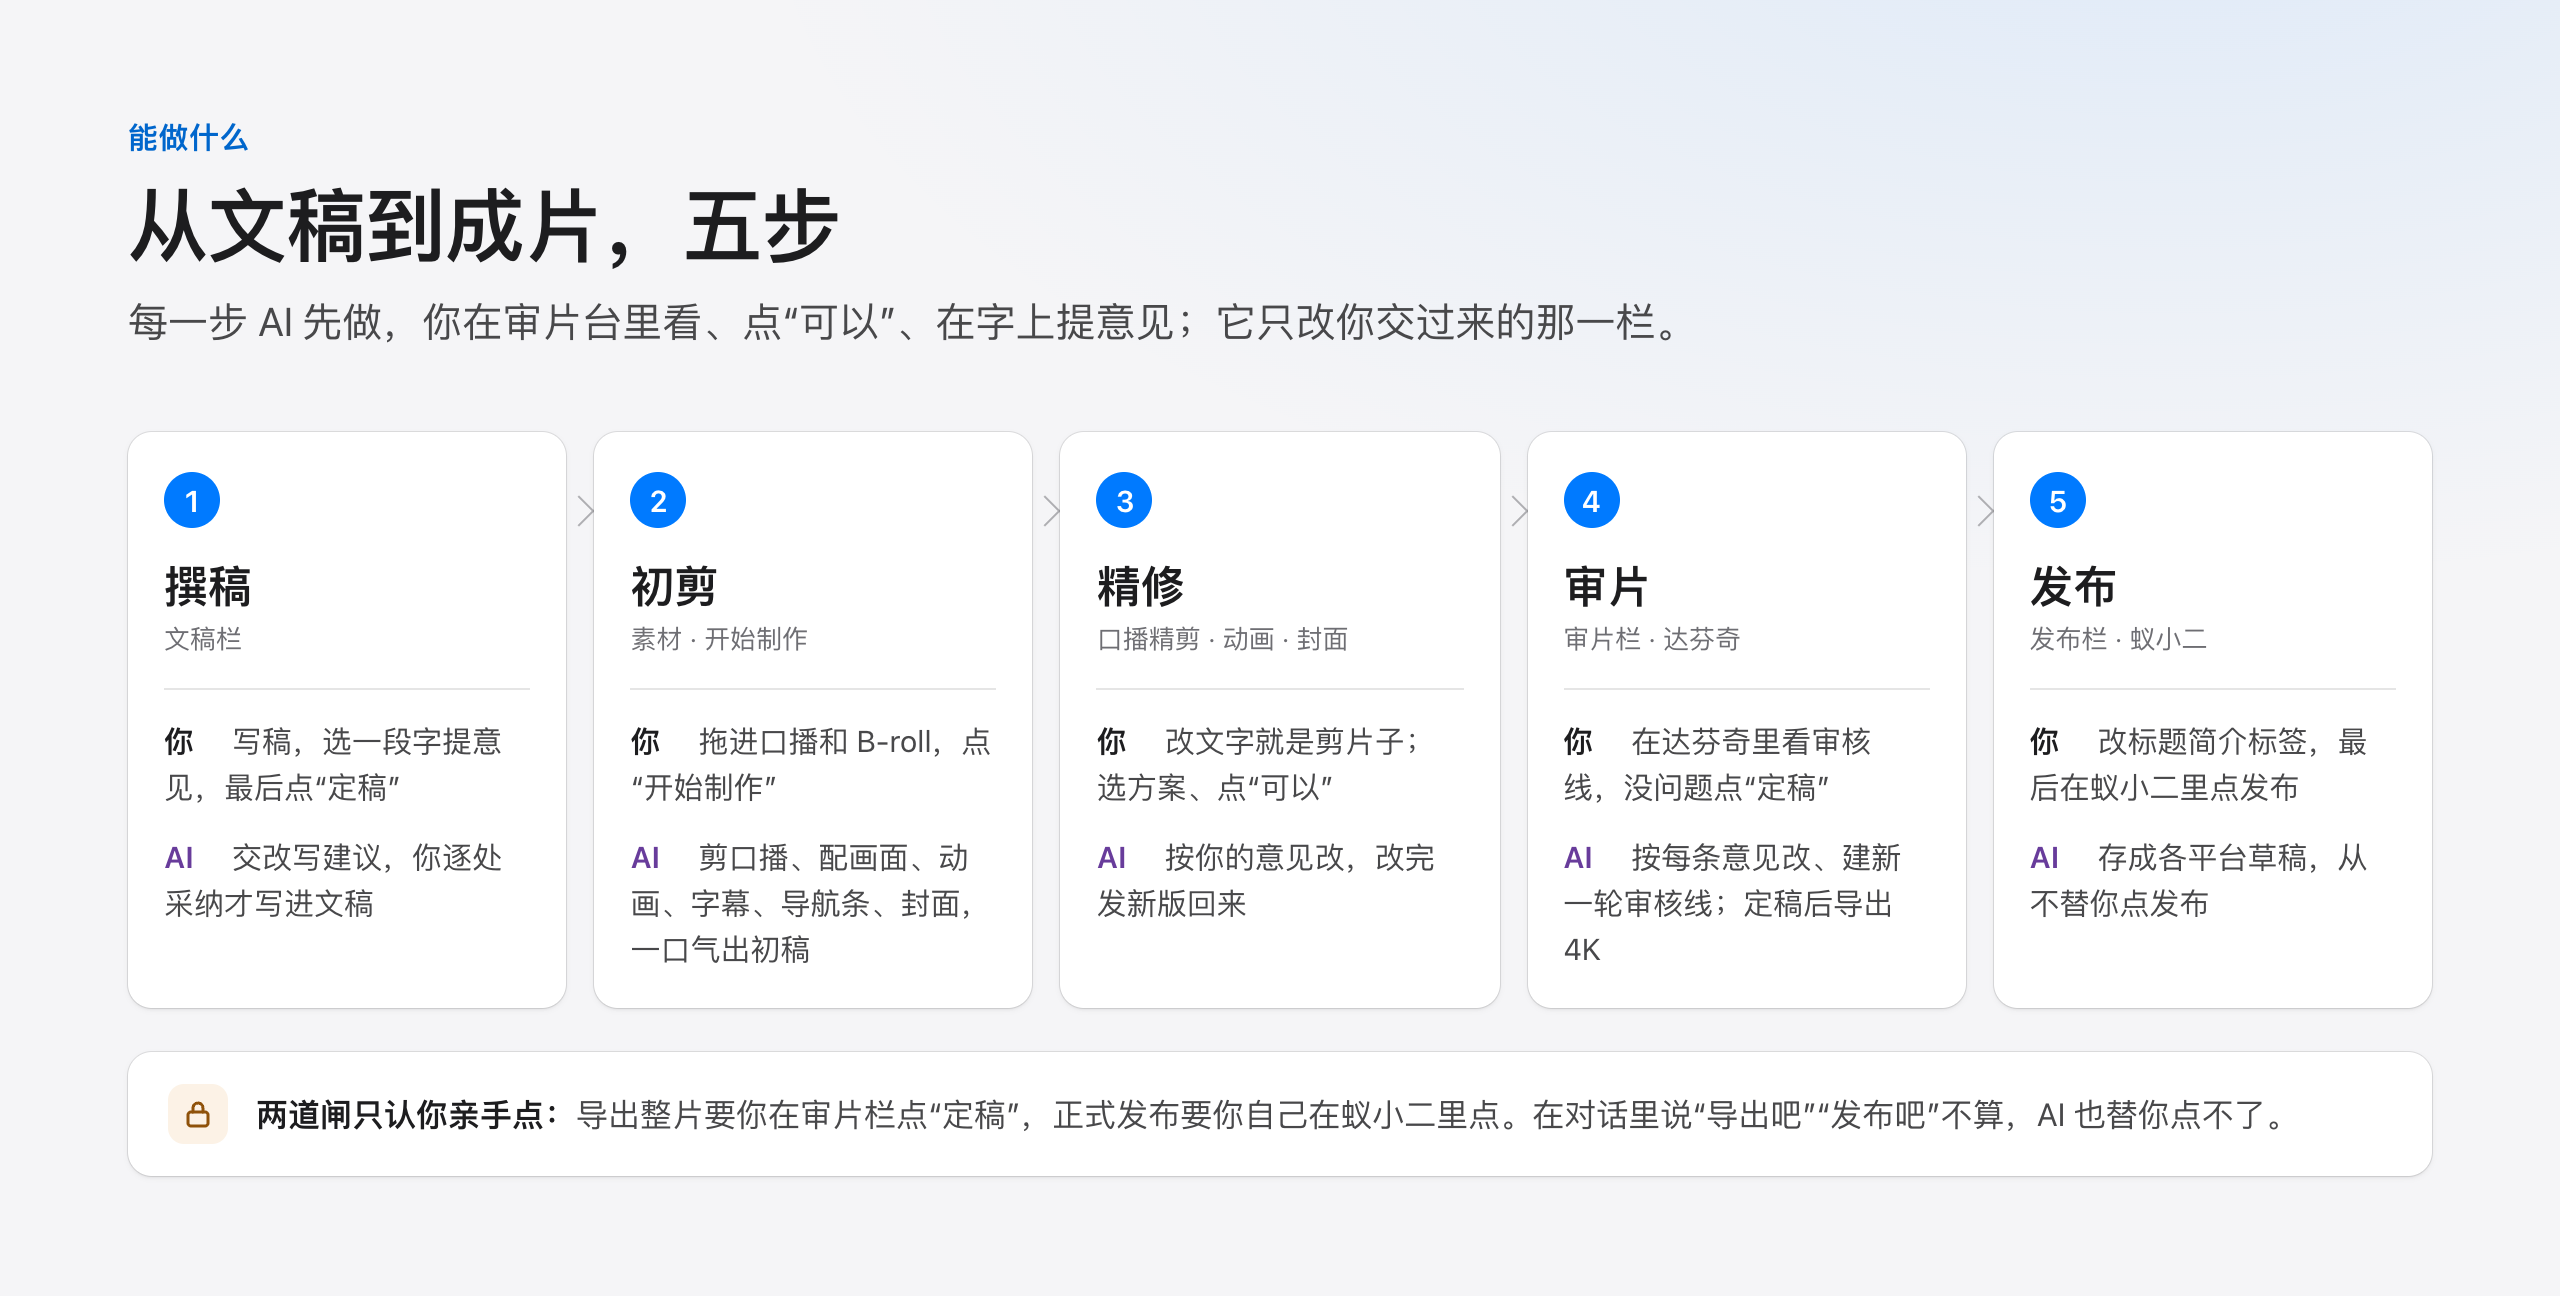 能做什么
从文稿到成片，五步
每一步 AI 先做，你在审片台里看、点“可以”、在字上提意见；它只改你交过来的那一栏。
1
撰稿
文稿栏
你 写稿，选一段字提意
见，最后点“定稿”
AI 交改写建议，你逐处
采纳才写进文稿
2
初剪
素材 · 开始制作
你 拖进口播和 B-roll，点
“开始制作”
AI 剪口播、配画面、动
画、字幕、导航条、封面，
一口气出初稿
3
精修
口播精剪 · 动画 · 封面
你 改文字就是剪片子；
选方案、点“可以”
AI 按你的意见改，改完
发新版回来
4
审片
审片栏 · 达芬奇
你 在达芬奇里看审核
线，没问题点“定稿”
AI 按每条意见改、建新
一轮审核线；定稿后导出
4K
5
发布
发布栏 · 蚁小二
你 改标题简介标签，最
后在蚁小二里点发布
AI 存成各平台草稿，从
不替你点发布
两道闸只认你亲手点：导出整片要你在审片栏点“定稿”，正式发布要你自己在蚁小二里点。在对话里说“导出吧”“发布吧”不算，AI 也替你点不了。